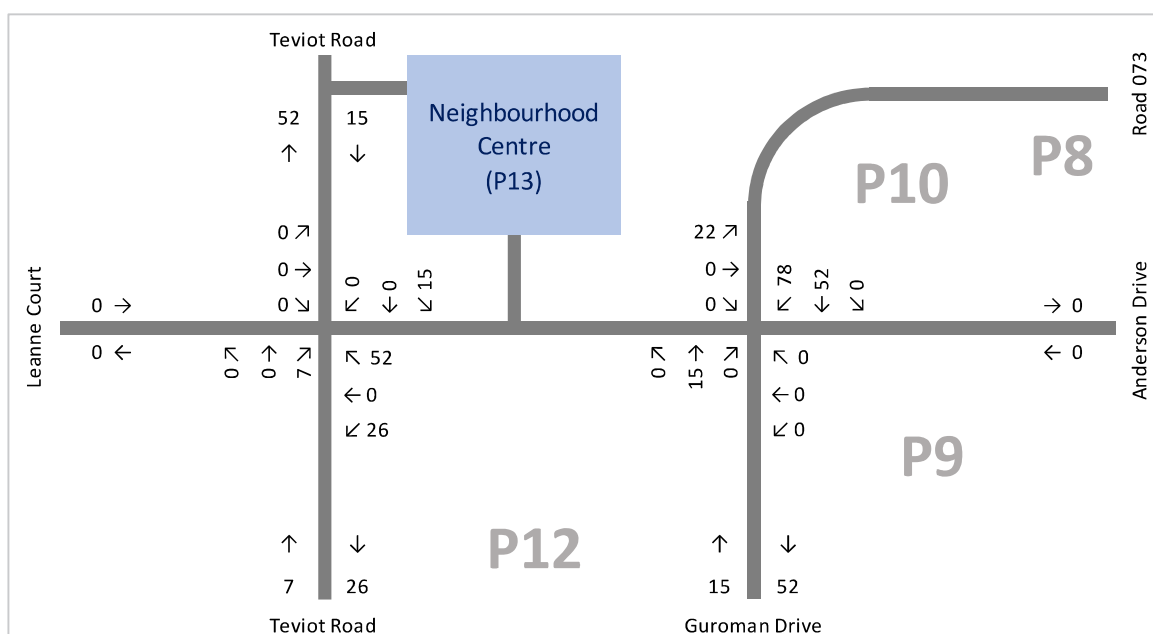 Teviot Road
Road 073
52 ↑
15 ↓
Neighbourhood
Centre
(P13)
P8
P10
0 ↗
0 →
0 ↘
0 ↙
0 ←
15 ↙
22 ↗
0 →
0 ↘
78 ↖
52 ←
0 ↙
Leanne Court
0 →
0 ←
Anderson Drive
→ 0
← 0
0 ↗
0 →
7 ↗
↖ 52
← 0
↙ 26
0 ↗
15 →
0 ↗
↖ 0
← 0
↙ 0
P9
P12
↑ 7
↓ 26
↑ 15
↓ 52
Teviot Road
Guroman Drive